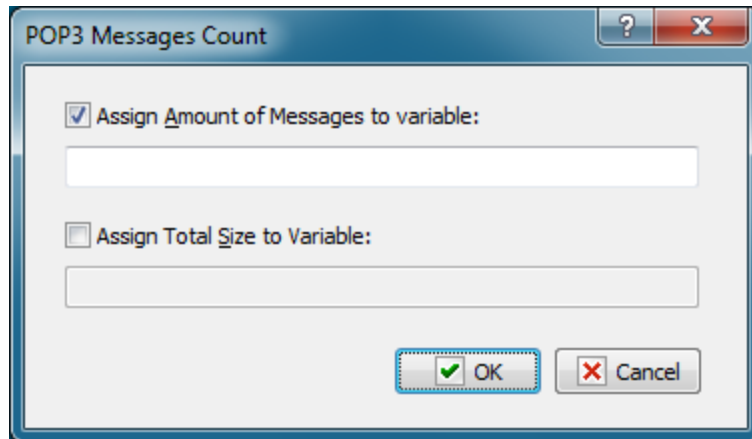 POP3 Messages Count
Assign Amount of Messages to variable:
Assign Total Size to Variable:
OK
Cancel